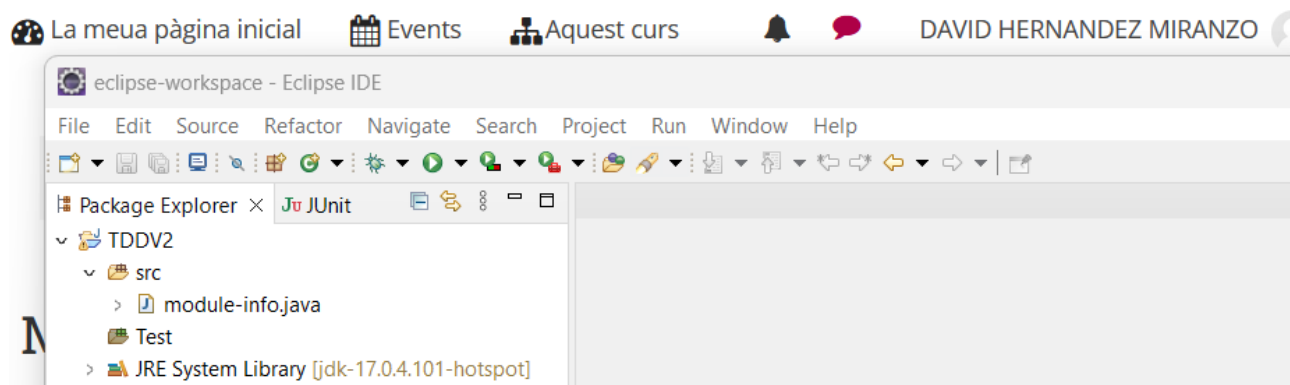 La meua pàgina inicial Events Aquest curs DAVID HERNANDEZ MIRANZO
eclipse-workspace - Eclipse IDE
File Edit Source Refactor Navigate Search Project Run Window Help
Package Explorer JUnit
TDDV2
src
module-info.java
Test
JRE System Library [jdk-17.0.4.101-hotspot]